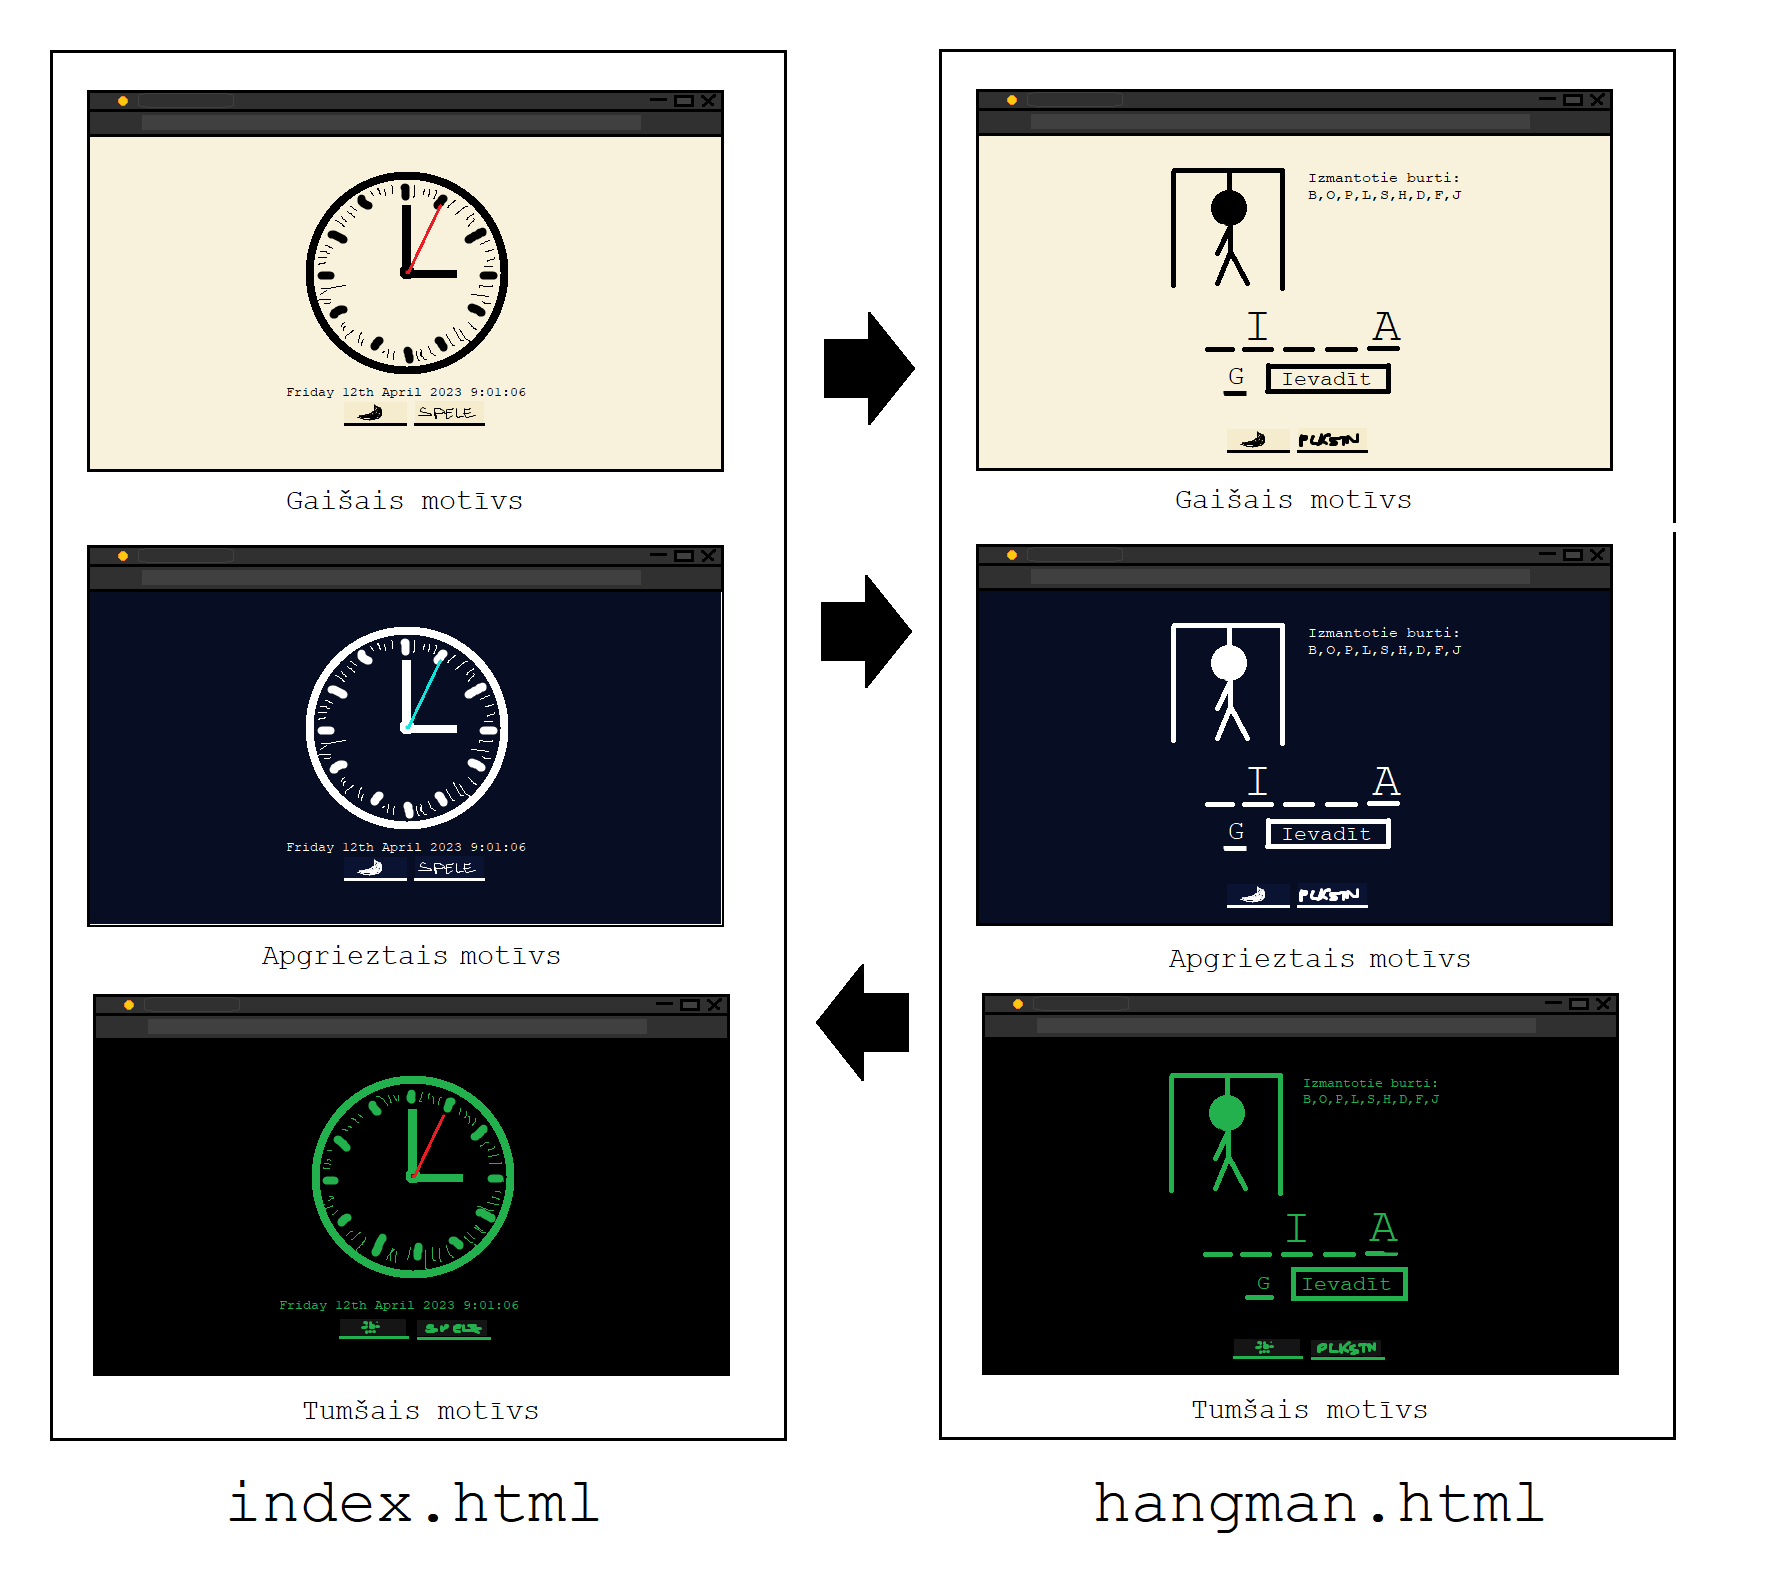 Friday 12th April 2023 9:01:06
SPELE
Gaišais motīvs
Friday 12th April 2023 9:01:06
SPELE
Apgrieztais motīvs
Friday 12th April 2023 9:01:06
SPELE
Tumšais motīvs
index.html
Izmantotie burti:
B,O,P,L,S,H,D,F,J
I A
G Ievadīt
PLKSTN
Gaišais motīvs
Izmantotie burti:
B,O,P,L,S,H,D,F,J
I A
G Ievadīt
PLKSTN
Apgrieztais motīvs
Izmantotie burti:
B,O,P,L,S,H,D,F,J
I A
G Ievadīt
PLKSTN
Tumšais motīvs
hangman.html